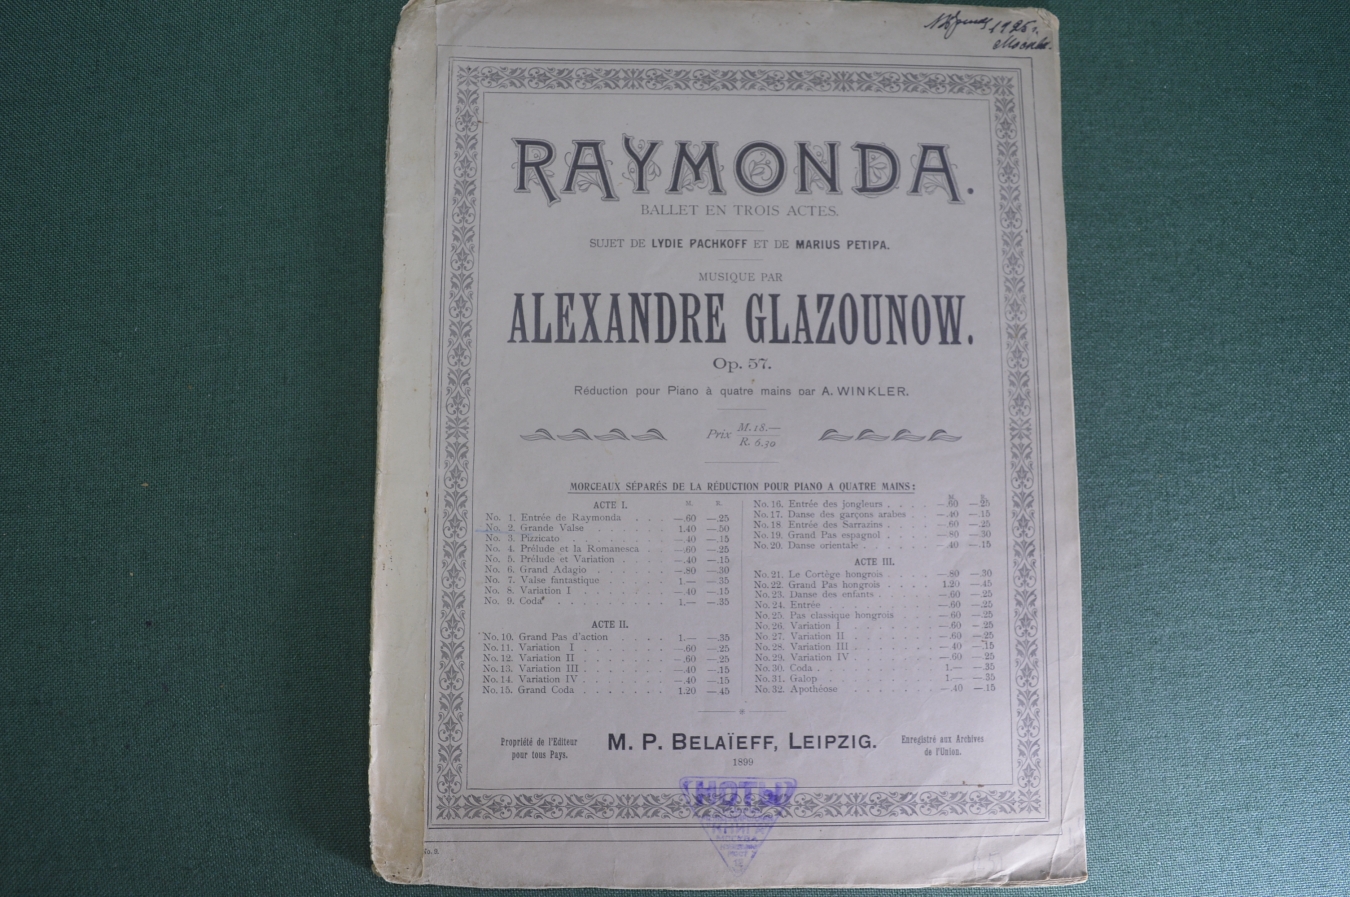 1926 г.
Москва.
RAYMONDA.
BALLET EN TROIS ACTES.
SUJET DE LYDIE PACHKOFF ET DE MARIUS PETIPA.
MUSIQUE PAR
ALEXANDRE GLAZOUNOW.
Op. 57.
Réduction pour Piano à quatre mains par A. WINKLER.
Prix M. 18.—
R. 6.30
MORCEAUX SÉPARÉS DE LA RÉDUCTION POUR PIANO A QUATRE MAINS:
ACTE I. M. R.
No. 1. Entrée de Raymonda . . . —.60 —.25
No. 2. Grande Valse . . . . . 1.40 —.50
No. 3. Pizzicato . . . . . . —.40 —.15
No. 4. Prélude et la Romanesca . . —.60 —.25
No. 5. Prélude et Variation . . . —.40 —.15
No. 6. Grand Adagio . . . . . —.80 —.30
No. 7. Valse fantastique . . . . 1.— —.35
No. 8. Variation I . . . . . —.40 —.15
No. 9. Coda . . . . . . . 1.— —.35
ACTE II.
No. 10. Grand Pas d'action . . . . 1.— —.35
No. 11. Variation I . . . . . —.60 —.25
No. 12. Variation II . . . . . —.60 —.25
No. 13. Variation III . . . . . —.40 —.15
No. 14. Variation IV . . . . . —.40 —.15
No. 15. Grand Coda . . . . . . 1.20 —.45
M. R.
No. 16. Entrée des jongleurs . . . . —.60 —.25
No. 17. Danse des garçons arabes . . —.40 —.15
No. 18 Entrée des Sarrazins . . . . —.60 —.25
No. 19. Grand Pas espagnol . . . . —.80 —.30
No. 20. Danse orientale . . . . . —.40 —.15
ACTE III.
No. 21. Le Cortège hongrois . . . . —.80 —.30
No. 22. Grand Pas hongrois . . . . 1.20 —.45
No. 23. Danse des enfants . . . . —.60 —.25
No. 24. Entrée . . . . . . . —.60 —.25
No. 25. Pas classique hongrois . . . —.60 —.25
No. 26. Variation I . . . . . . —.60 —.25
No. 27. Variation II . . . . . —.60 —.25
No. 28. Variation III . . . . . —.40 —.15
No. 29. Variation IV . . . . . —.60 —.25
No. 30. Coda . . . . . . . 1.— —.35
No. 31. Galop . . . . . . . 1.— —.35
No. 32. Apothéose . . . . . . —.40 —.15
Propriété de l'Editeur
pour tous Pays.
M. P. BELAÏEFF, LEIPZIG.
1899
Enregistré aux Archives
de l'Union.
НОТЫ
КНИГА